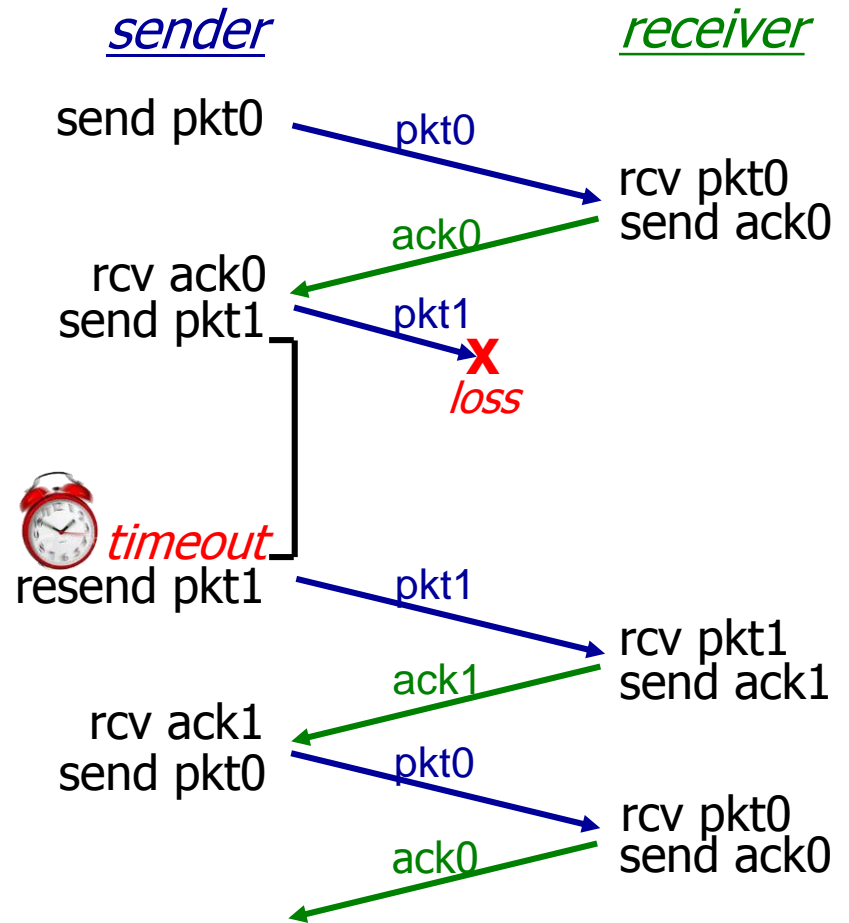 sender
receiver
send pkt0
pkt0
rcv pkt0
send ack0
ack0
rcv ack0
send pkt1
pkt1
X
loss
timeout
resend pkt1
pkt1
rcv pkt1
send ack1
ack1
rcv ack1
send pkt0
pkt0
rcv pkt0
send ack0
ack0